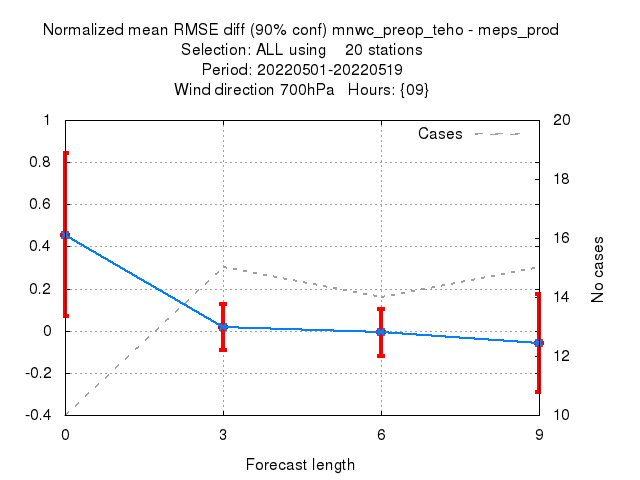 Normalized mean RMSE diff (90% conf) mnwc_preop_teho - meps_prod
Selection: ALL using    20 stations
Period: 20220501-20220519
Wind direction 700hPa   Hours: {09}
Cases
1
0.8
0.6
0.4
0.2
0
-0.2
-0.4
20
18
16
14
12
10
No cases
0 3 6 9
Forecast length